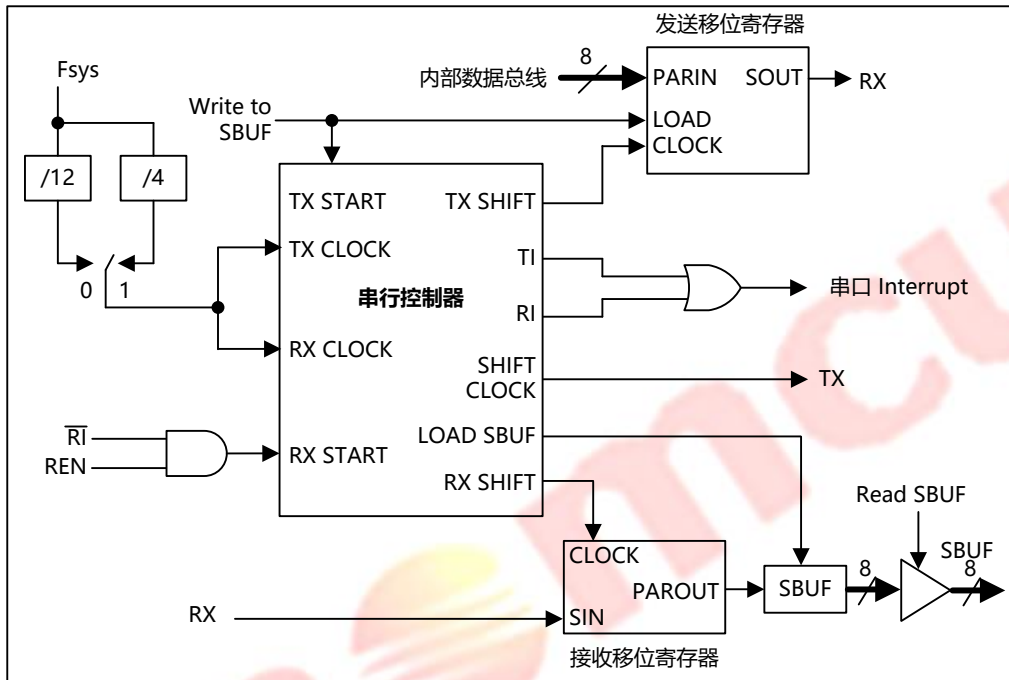 发送移位寄存器
Fsys
8
内部数据总线
PARIN
SOUT
RX
Write to
SBUF
LOAD
CLOCK
/12
/4
TX START
TX SHIFT
TX CLOCK
TI
0
1
串行控制器
串口 Interrupt
RI
RX CLOCK
SHIFT
CLOCK
TX
RI
REN
LOAD SBUF
RX START
RX SHIFT
Read SBUF
CLOCK
SBUF
8
8
PAROUT
SBUF
RX
SIN
接收移位寄存器
mcu